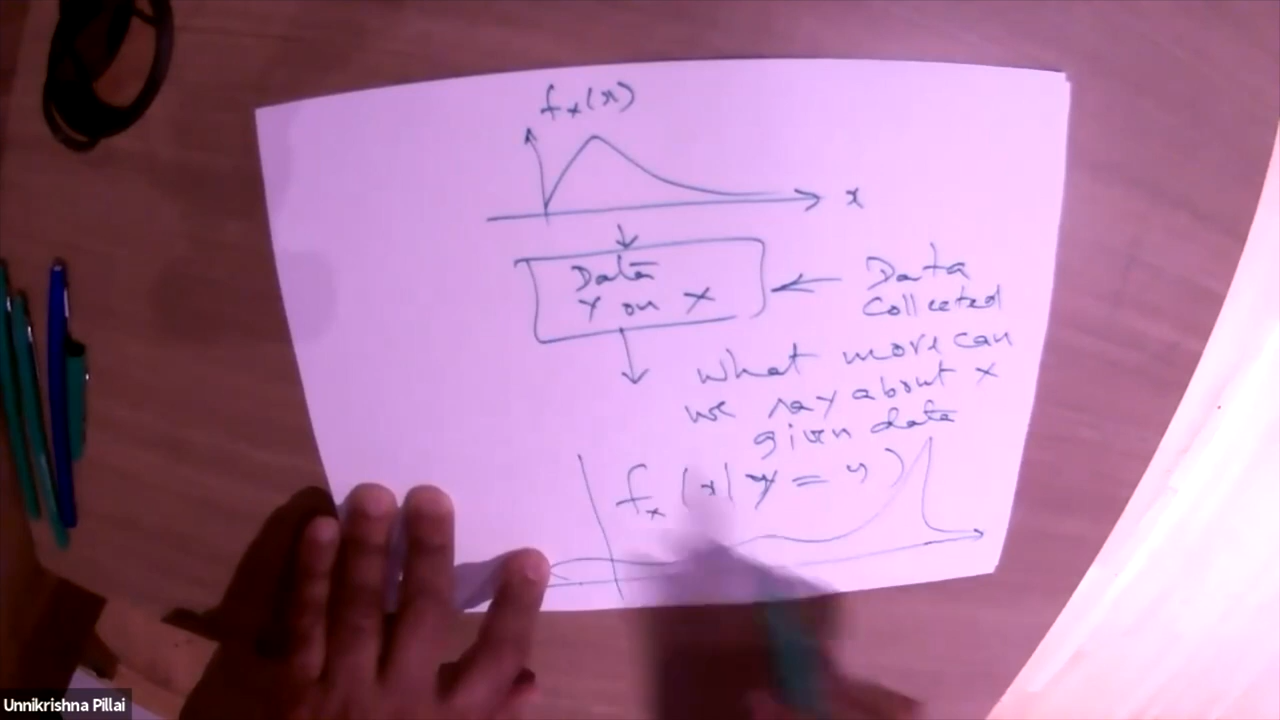 fx(x)
x
Data
Y on X
Data
Collected
What more can
we say about X
given data
fx(x|Y=y)
Unnikrishna Pillai